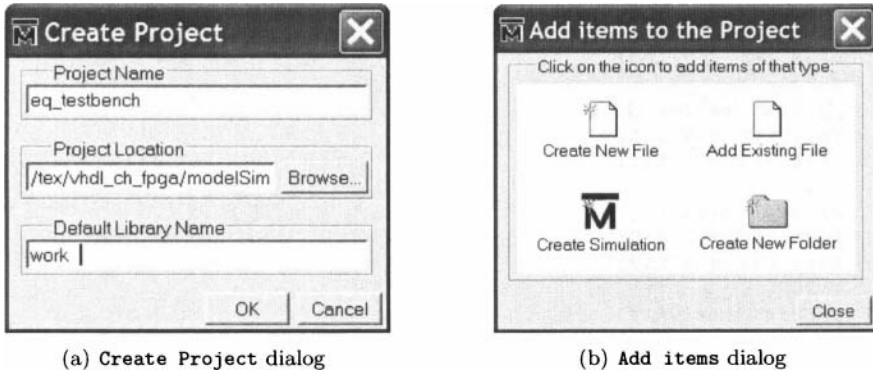 Create Project
Project Name
eq_testbench
Project Location
/tex/vhdl_ch_fpga/modelSim
Browse...
Default Library Name
work
OK
Cancel
(a) Create Project dialog
Add items to the Project
Click on the icon to add items of that type:
Create New File
Add Existing File
Create Simulation
Create New Folder
Close
(b) Add items dialog